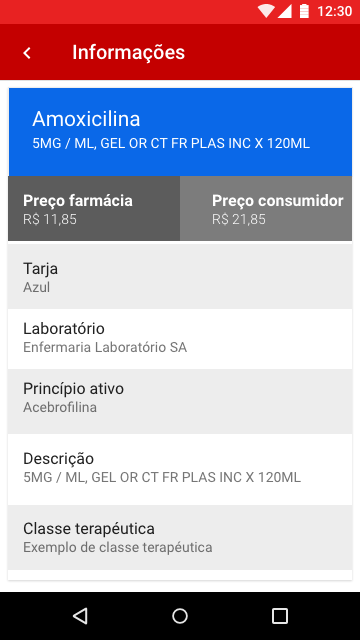 12:30
Informações
Amoxicilina
5MG / ML, GEL OR CT FR PLAS INC X 120ML
Preço farmácia
R$ 11,85
Preço consumidor
R$ 21,85
Tarja
Azul
Laboratório
Enfermaria Laboratório SA
Princípio ativo
Acebrofilina
Descrição
5MG / ML, GEL OR CT FR PLAS INC X 120ML
Classe terapéutica
Exemplo de classe terapéutica